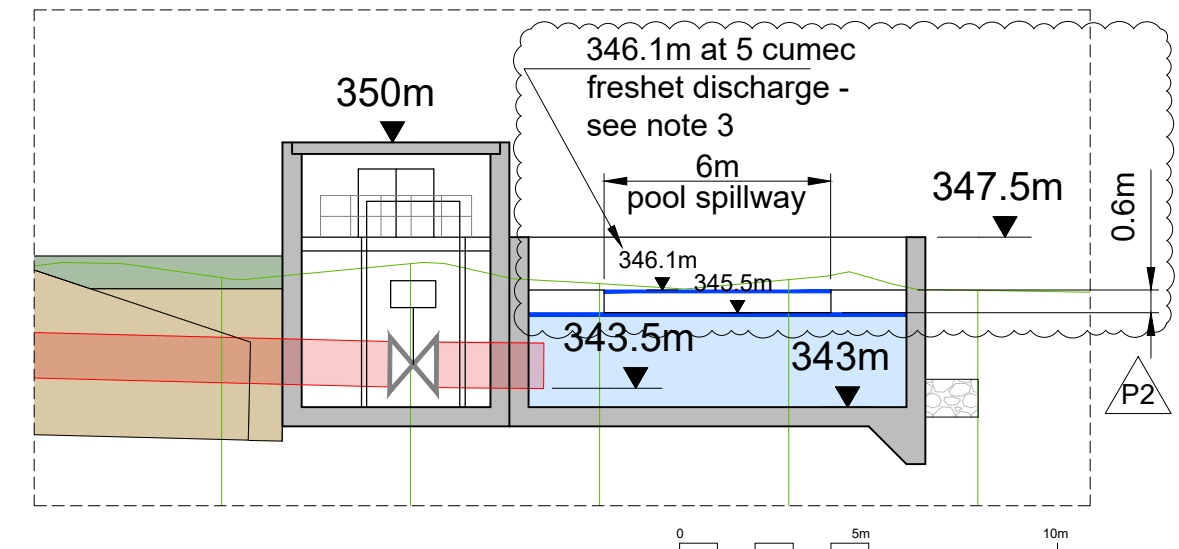 346.1m at 5 cumec
freshet discharge -
see note 3
350m
6m
pool spillway
347.5m
0.6m
346.1m
345.5m
343.5m
343m
P2
0
5m
10m